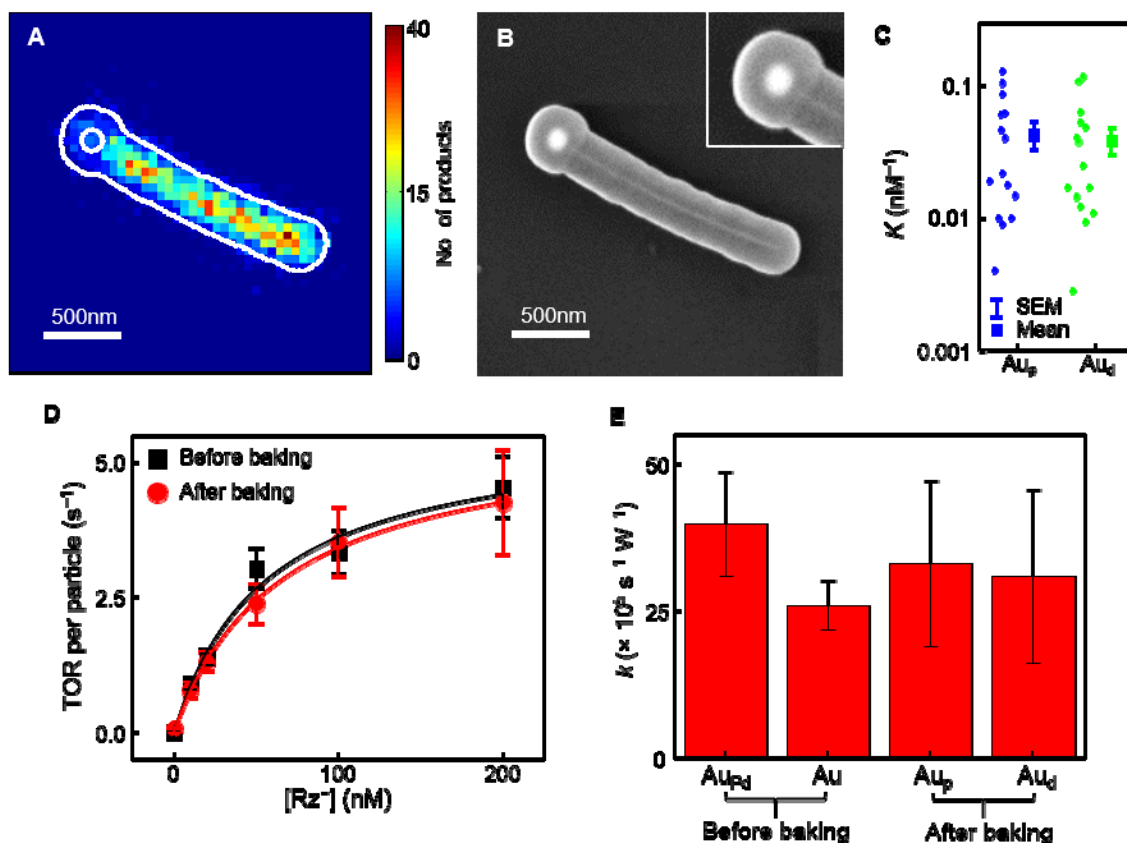 A
500nm
40
15
0
No of products
B
500nm
C
K (nM⁻¹)
0.1
0.01
0.001
SEM
Mean
Auₚ
Au_d
D
TOR per particle (s⁻¹)
5.0
2.5
0.0
Before baking
After baking
0
100
200
[Rz⁻] (nM)
E
50
25
0
Au_Pd
Au
Auₚ
Au_d
Before baking
After baking